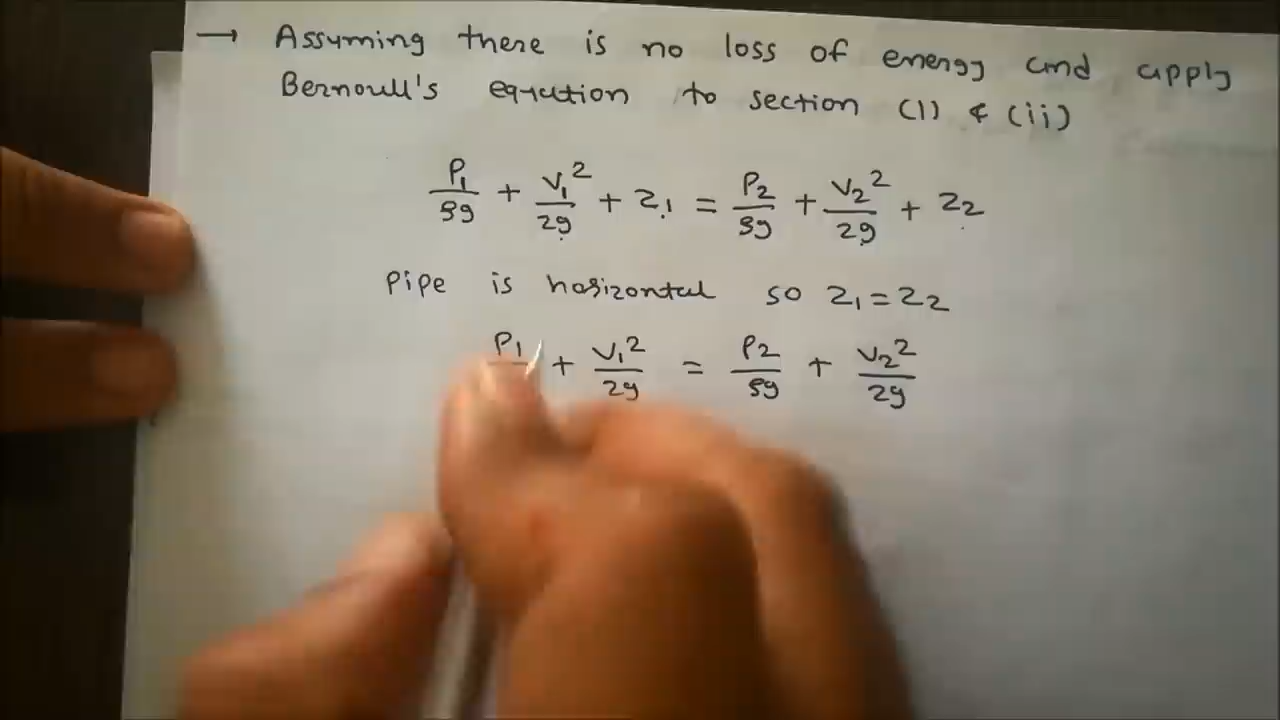 → Assuming there is no loss of energy and apply
Bernoull's equation to section (1) & (ii)
P₁/ρg + V₁²/2g + Z₁ = P₂/ρg + V₂²/2g + Z₂
Pipe is horizontal so Z₁ = Z₂
P₁ + V₁²/2g = P₂/ρg + V₂²/2g